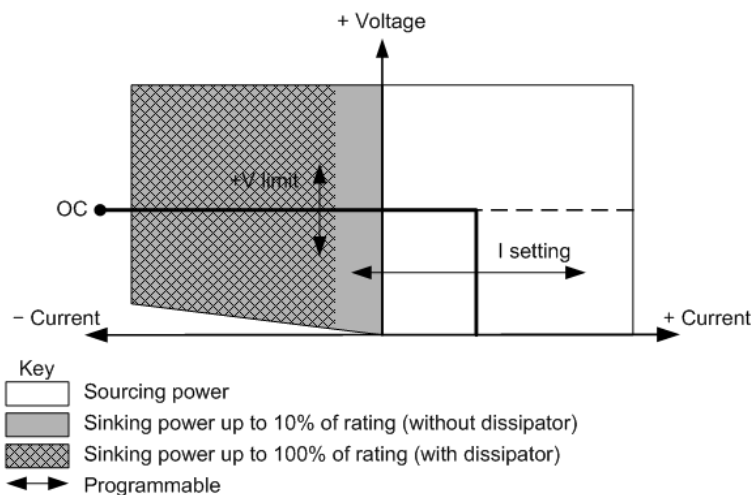 + Voltage
+V limit
OC
I setting
− Current
+ Current
Key
Sourcing power
Sinking power up to 10% of rating (without dissipator)
Sinking power up to 100% of rating (with dissipator)
Programmable